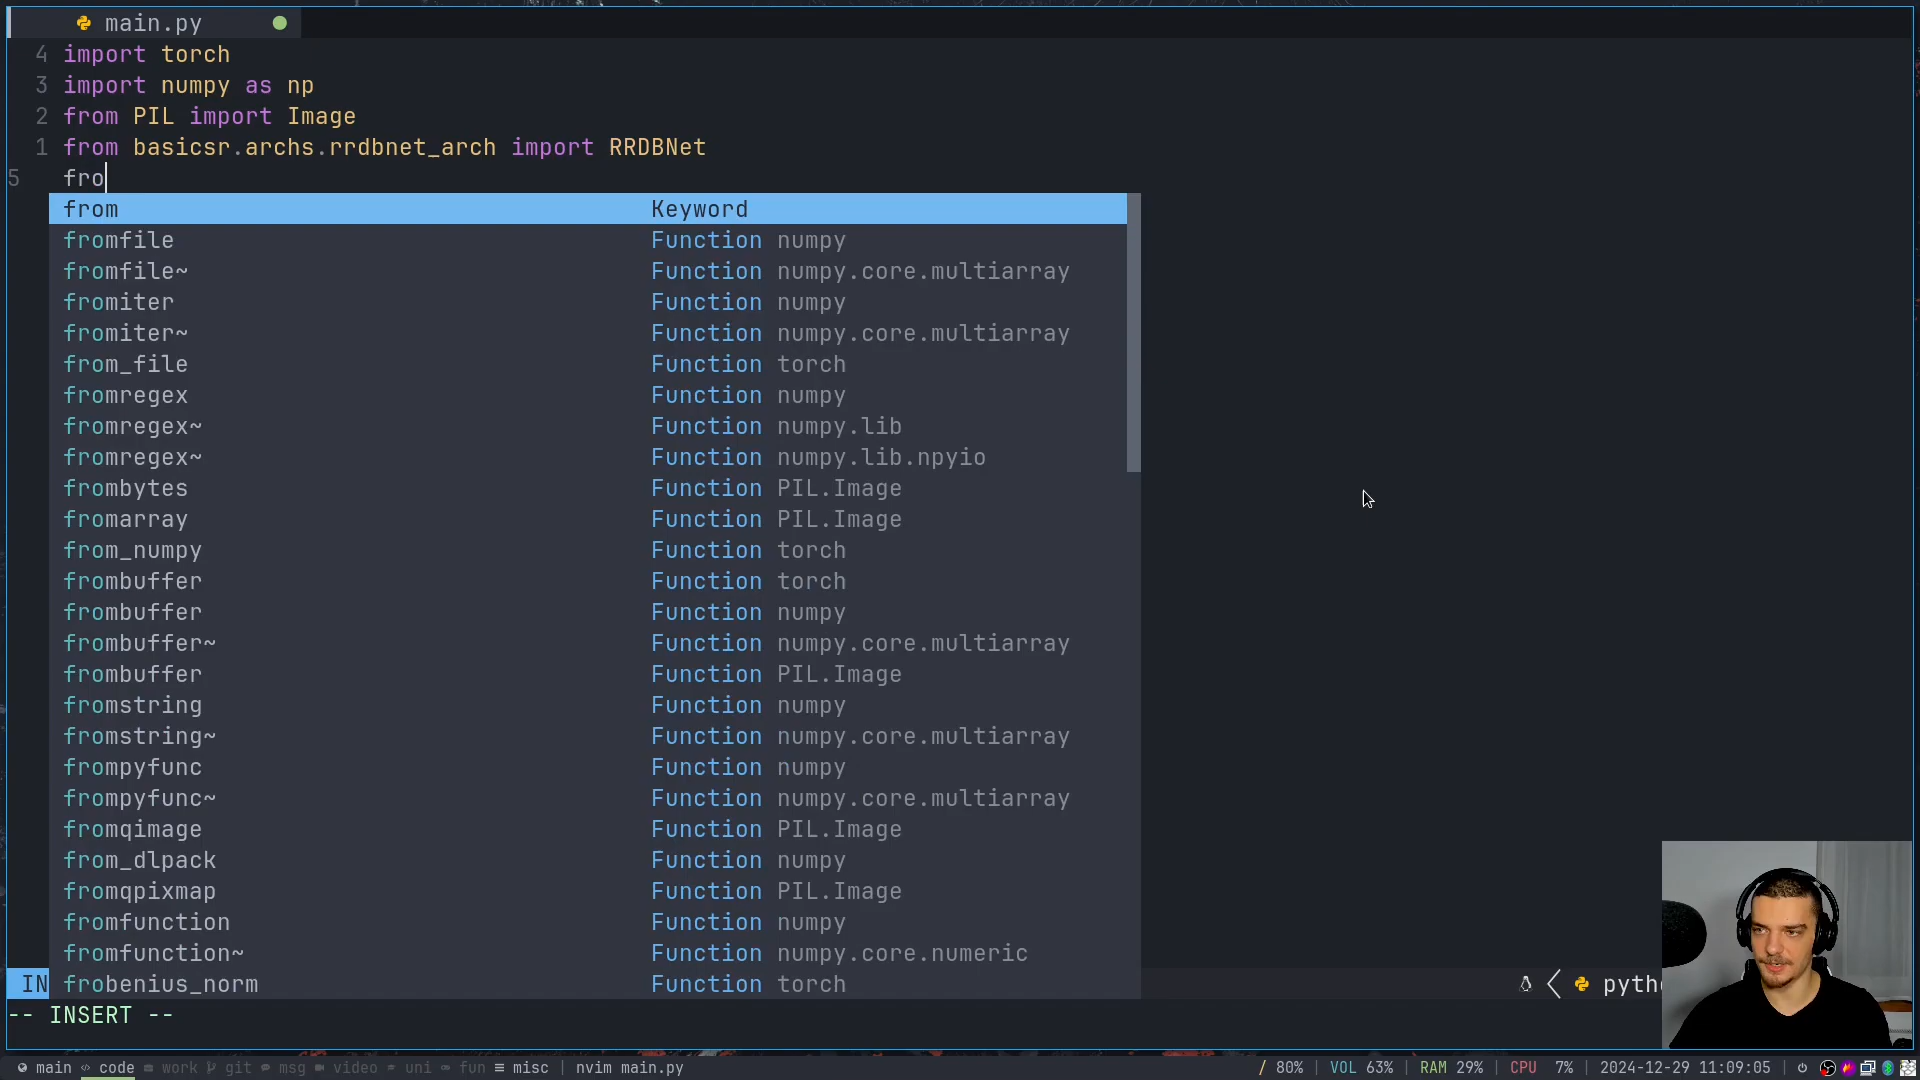 main.py
4 import torch
3 import numpy as np
2 from PIL import Image
1 from basicsr.archs.rrdbnet_arch import RRDBNet
5 fro
from Keyword
fromfile Function numpy
fromfile~ Function numpy.core.multiarray
fromiter Function numpy
fromiter~ Function numpy.core.multiarray
from_file Function torch
fromregex Function numpy
fromregex~ Function numpy.lib
fromregex~ Function numpy.lib.npyio
frombytes Function PIL.Image
fromarray Function PIL.Image
from_numpy Function torch
frombuffer Function torch
frombuffer Function numpy
frombuffer~ Function numpy.core.multiarray
frombuffer Function PIL.Image
fromstring Function numpy
fromstring~ Function numpy.core.multiarray
frompyfunc Function numpy
frompyfunc~ Function numpy.core.multiarray
fromqimage Function PIL.Image
from_dlpack Function numpy
fromqpixmap Function PIL.Image
fromfunction Function numpy
fromfunction~ Function numpy.core.numeric
IN frobenius_norm Function torch pytho
-- INSERT --
main code work git msg video uni fun misc | nvim main.py / 80% | VOL 63% | RAM 29% | CPU 7% | 2024-12-29 11:09:05 |